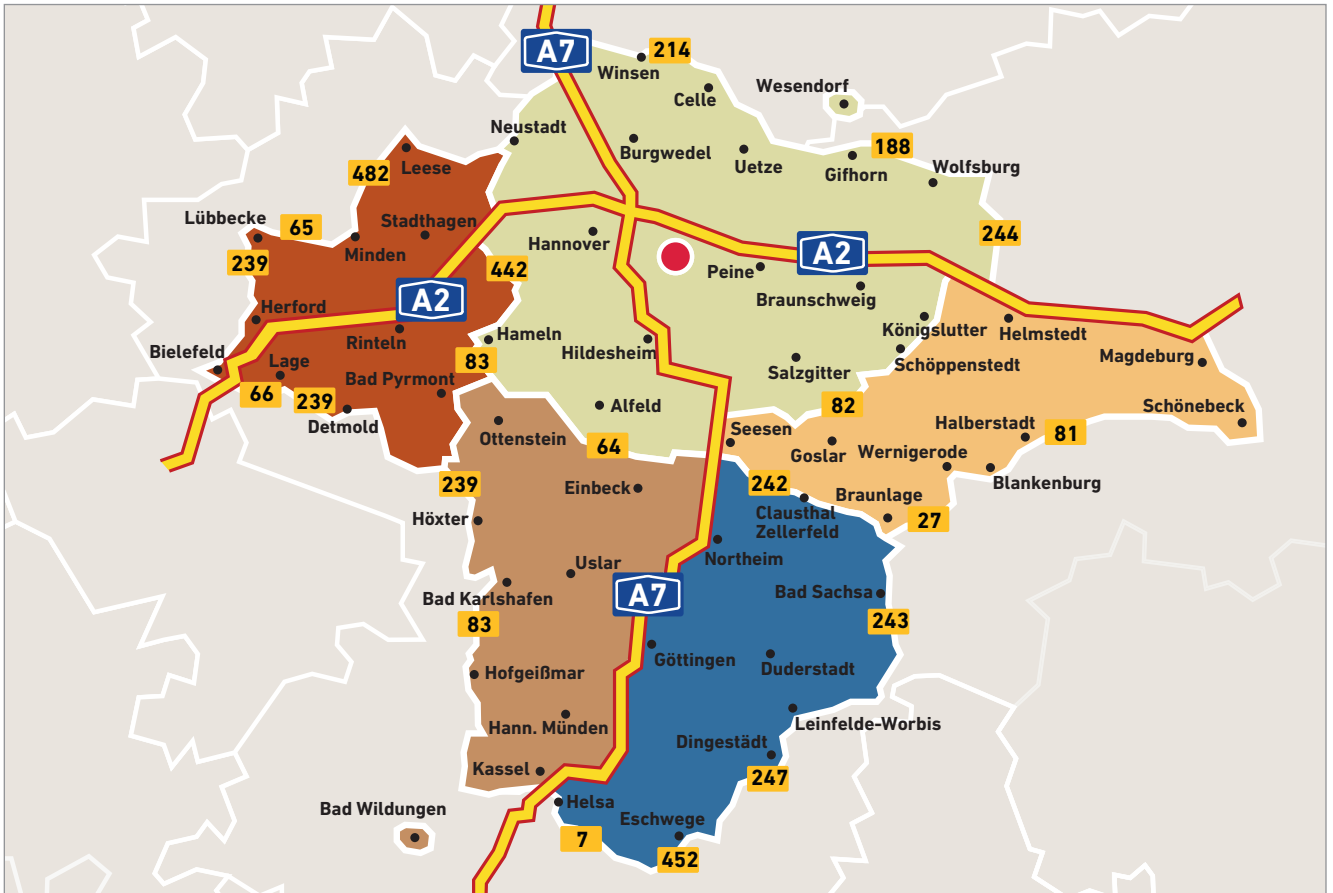 A7
214
Winsen
Celle
Wesendorf
Neustadt
Burgwedel
Uetze
188
Gifhorn
Wolfsburg
482
Leese
Lübbecke
65
Stadthagen
Minden
239
Hannover
442
244
A2
Peine
A2
Braunschweig
Herford
Rinteln
Hameln
Hildesheim
Königslutter
Helmstedt
Bielefeld
Lage
83
Schöppenstedt
Magdeburg
Salzgitter
66
239
Bad Pyrmont
Detmold
Alfeld
82
Schönebeck
Ottenstein
64
Seesen
Goslar
Halberstadt
81
Wernigerode
239
Einbeck
242
Blankenburg
Braunlage
Höxter
Clausthal
Zellerfeld
27
Northeim
Uslar
A7
Bad Karlshafen
Bad Sachsa
83
243
Göttingen
Duderstadt
Hofgeißmar
Hann. Münden
Leinfelde-Worbis
Dingestädt
Kassel
247
Bad Wildungen
Helsa
Eschwege
7
452